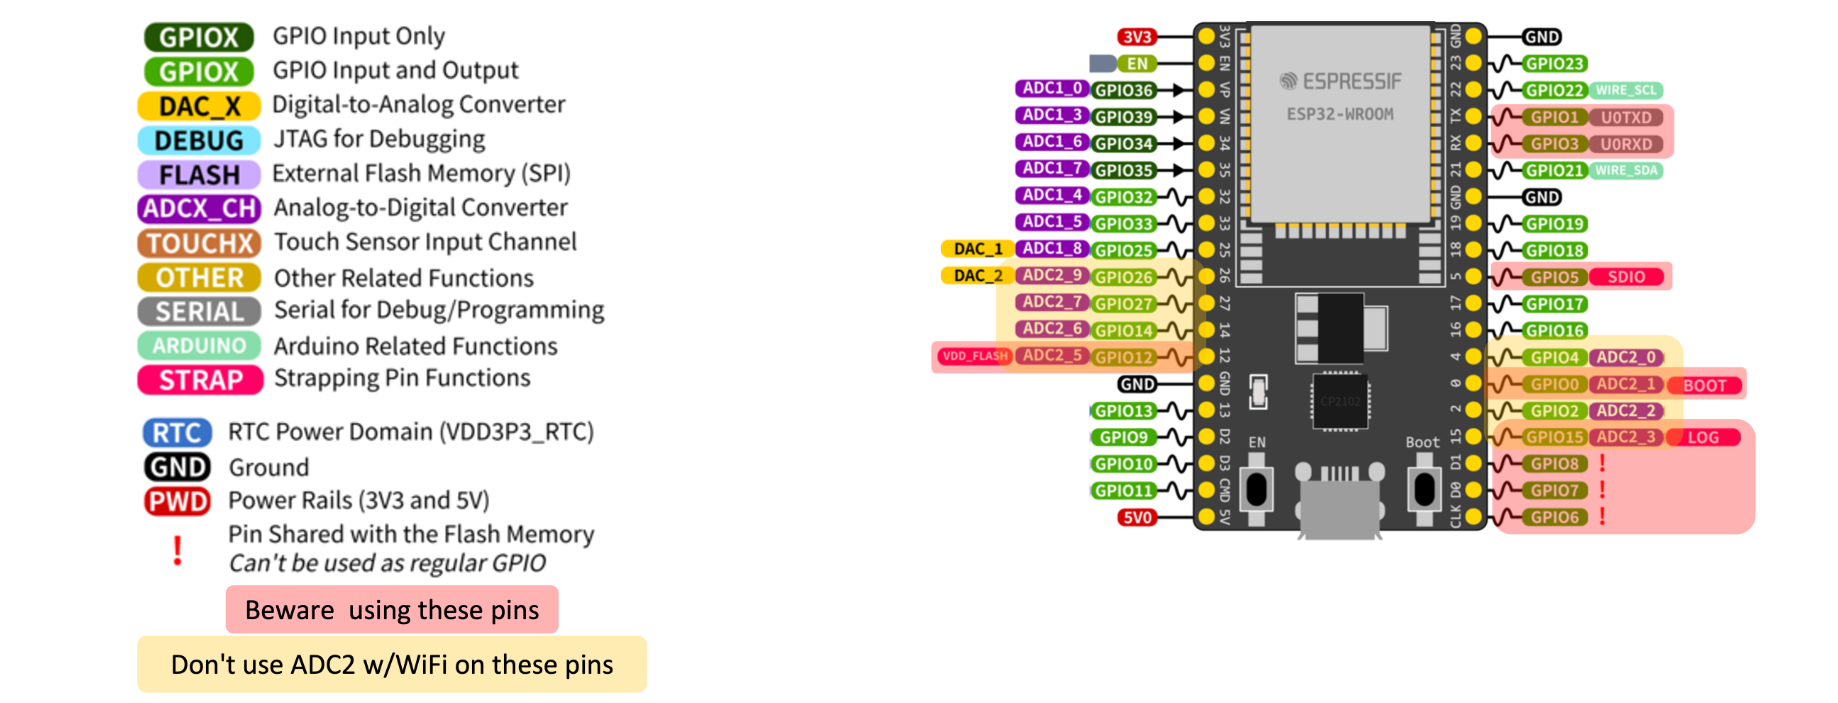 GPIOX GPIO Input Only
GPIOX GPIO Input and Output
DAC_X Digital-to-Analog Converter
DEBUG JTAG for Debugging
FLASH External Flash Memory (SPI)
ADCX_CH Analog-to-Digital Converter
TOUCHX Touch Sensor Input Channel
OTHER Other Related Functions
SERIAL Serial for Debug/Programming
ARDUINO Arduino Related Functions
STRAP Strapping Pin Functions
RTC RTC Power Domain (VDD3P3_RTC)
GND Ground
PWD Power Rails (3V3 and 5V)
! Pin Shared with the Flash Memory
Can't be used as regular GPIO
Beware using these pins
Don't use ADC2 w/WiFi on these pins
3V3 3V3
EN EN
ADC1_0 GPIO36 VP
ADC1_3 GPIO39 VN
ADC1_6 GPIO34 34
ADC1_7 GPIO35 35
ADC1_4 GPIO32 32
ADC1_5 GPIO33 33
DAC_1 ADC1_8 GPIO25 25
DAC_2 ADC2_9 GPIO26 26
ADC2_7 GPIO27 27
ADC2_6 GPIO14 14
VDD_FLASH ADC2_5 GPIO12 12
GND GND
GPIO13 13
GPIO9 D2
GPIO10 D3
GPIO11 CMD
5V0 5V
ESPRESSIF
ESP32-WROOM
CP2102
EN
Boot
GND GND
23 GPIO23
22 GPIO22 WIRE_SCL
TX GPIO1 U0TXD
RX GPIO3 U0RXD
21 GPIO21 WIRE_SDA
GND GND
19 GPIO19
18 GPIO18
5 GPIO5 SDIO
17 GPIO17
16 GPIO16
4 GPIO4 ADC2_0
0 GPIO0 ADC2_1 BOOT
2 GPIO2 ADC2_2
15 GPIO15 ADC2_3 LOG
D1 GPIO8 !
D0 GPIO7 !
CLK GPIO6 !